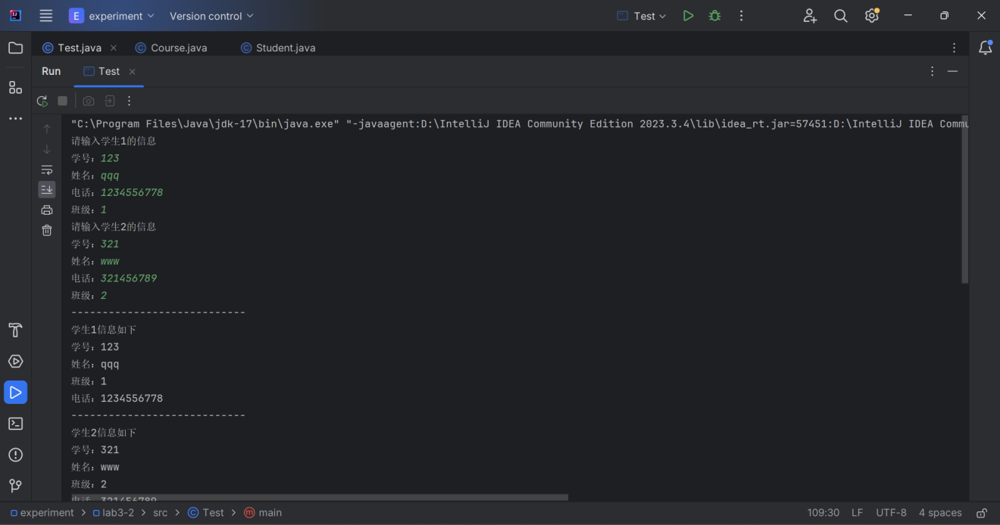 E experiment Version control Test
Test.java Course.java Student.java
Run Test
"C:\Program Files\Java\jdk-17\bin\java.exe" "-javaagent:D:\IntelliJ IDEA Community Edition 2023.3.4\lib\idea_rt.jar=57451:D:\IntelliJ IDEA Commu
请输入学生1的信息
学号：123
姓名：qqq
电话：1234556778
班级：1
请输入学生2的信息
学号：321
姓名：www
电话：321456789
班级：2
----------------------------
学生1信息如下
学号：123
姓名：qqq
班级：1
电话：1234556778
----------------------------
学生2信息如下
学号：321
姓名：www
班级：2
电话：321456789
experiment > lab3-2 > src > Test > main 109:30 LF UTF-8 4 spaces